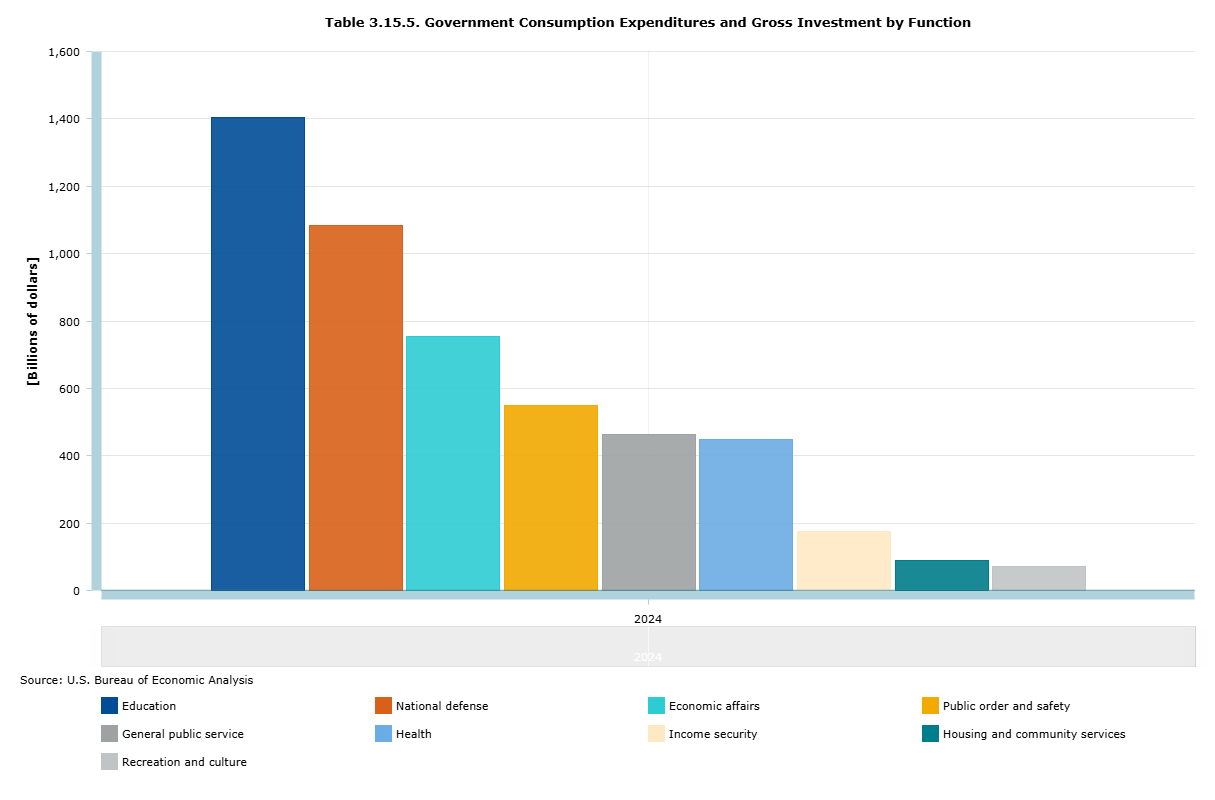 Table 3.15.5. Government Consumption Expenditures and Gross Investment by Function
[Billions of dollars]
1,600
1,400
1,200
1,000
800
600
400
200
0
2024
2024
Source: U.S. Bureau of Economic Analysis
Education
National defense
Economic affairs
Public order and safety
General public service
Health
Income security
Housing and community services
Recreation and culture